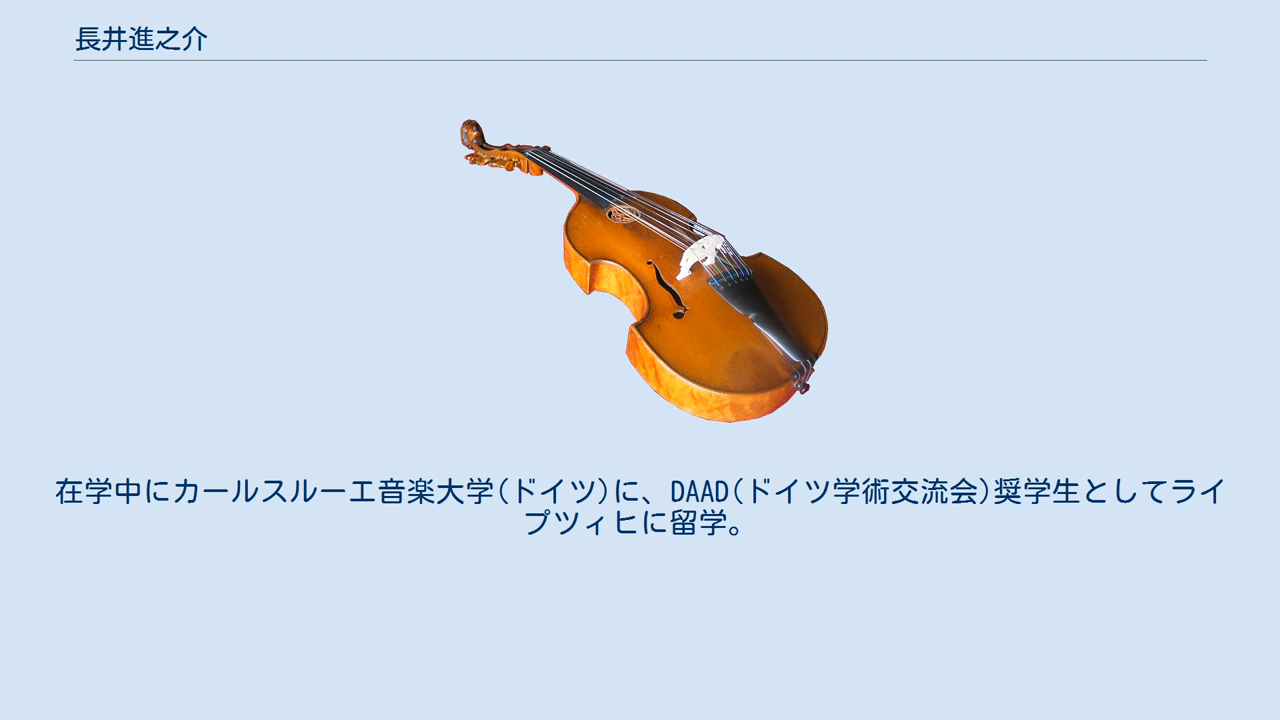 長井進之介
在学中にカールスルーエ音楽大学(ドイツ)に、DAAD(ドイツ学術交流会)奨学生としてライ
プツィヒに留学。